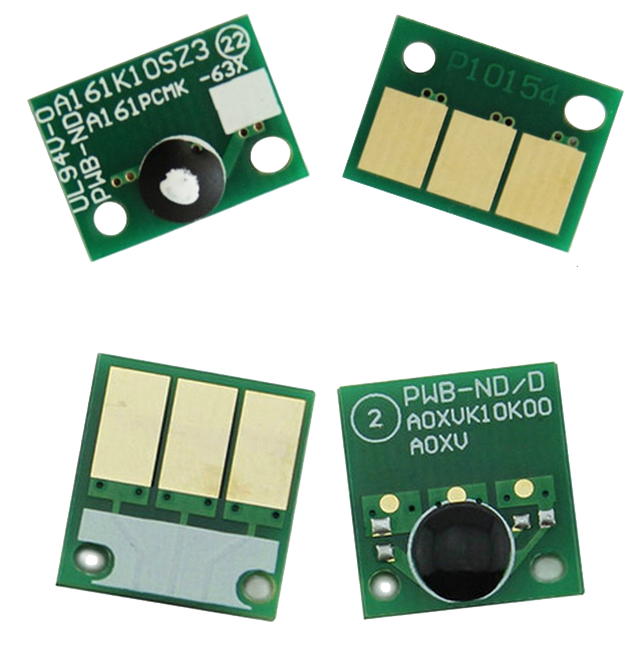 A161K10SZ3 22
A161PCMK -63X
UL94V-0
PWB-ND
P10154
2 PWB-ND/D
A0XVK10K00
A0XV